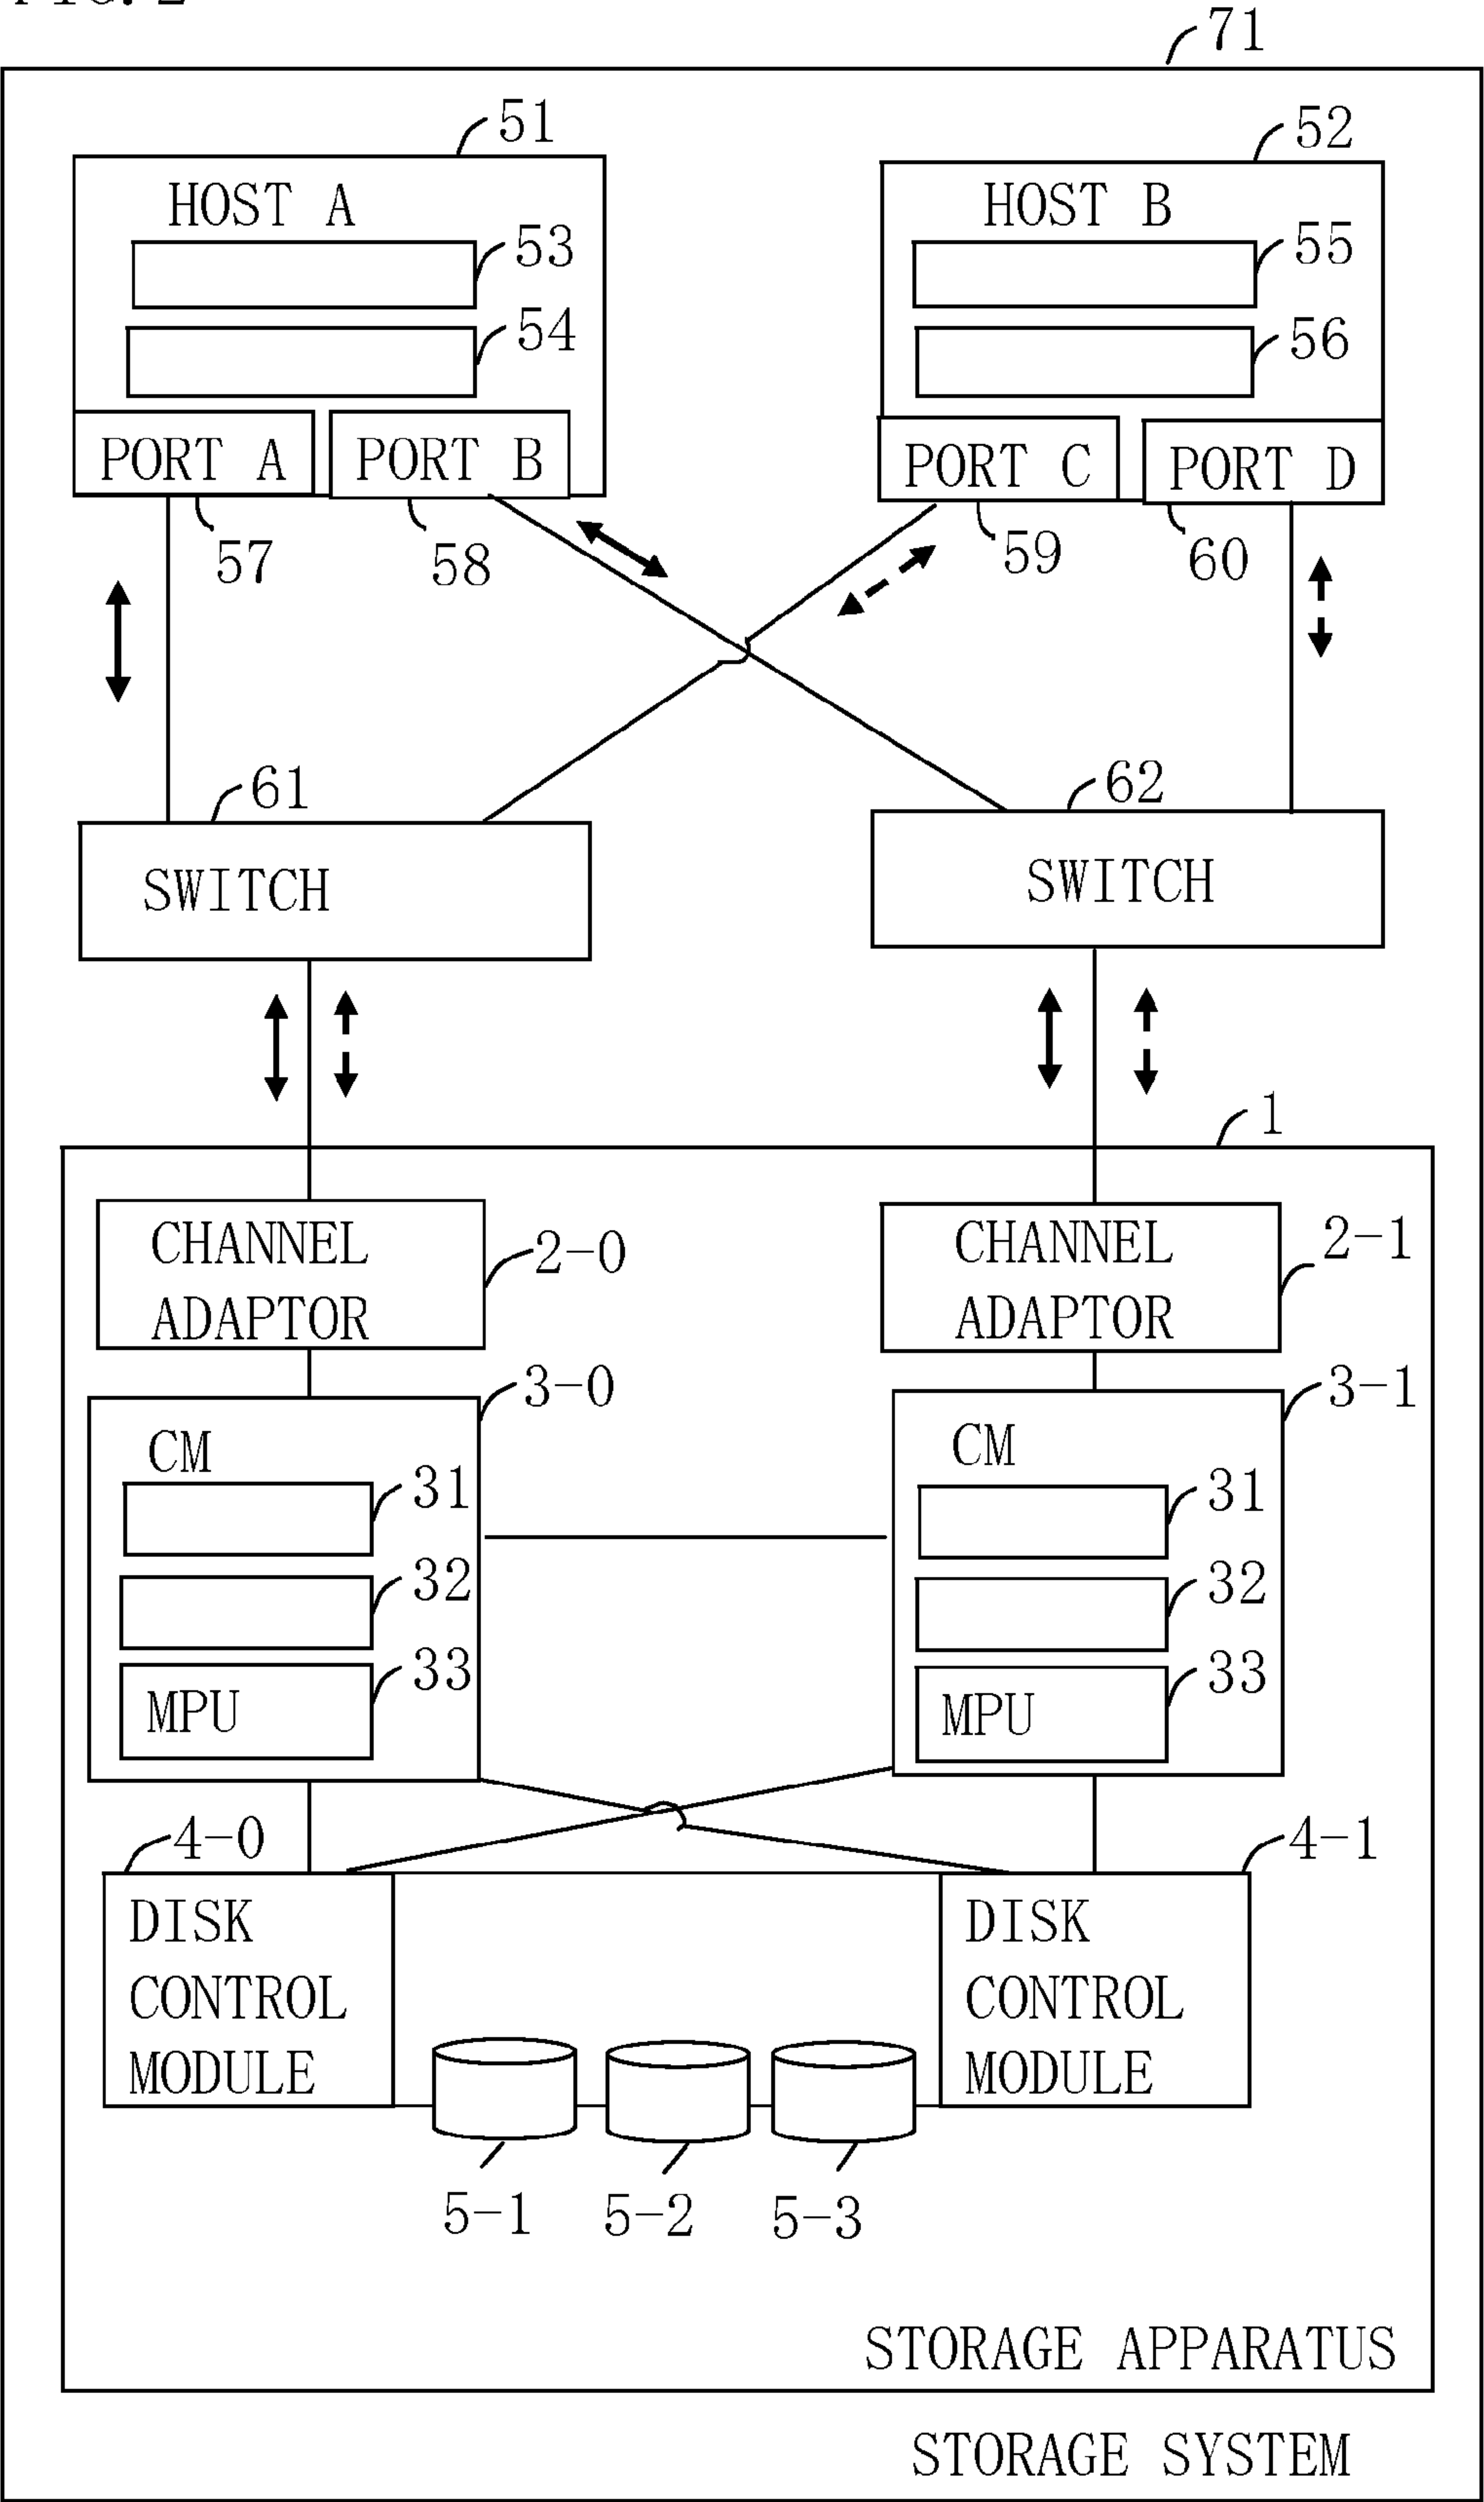 71
51
52
HOST A
HOST B
53
55
54
56
PORT A
PORT B
PORT C
PORT D
57
58
59
60
61
62
SWITCH
SWITCH
1
CHANNEL
ADAPTOR
2-0
CHANNEL
ADAPTOR
2-1
3-0
3-1
CM
CM
31
31
32
32
33
33
MPU
MPU
4-0
4-1
DISK
CONTROL
MODULE
DISK
CONTROL
MODULE
5-1
5-2
5-3
STORAGE APPARATUS
STORAGE SYSTEM